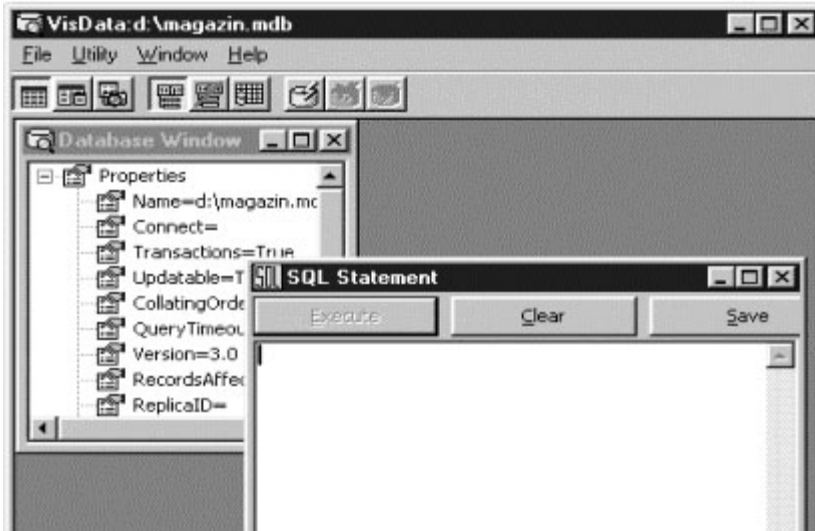 VisData:d:\magazin.mdb
File Utility Window Help
Database Window
Properties
Name=d:\magazin.mc
Connect=
Transactions=True
Updatable=T
CollatingOrde
QueryTimeou
Version=3.0
RecordsAffec
ReplicaID=
SQL SQL Statement
Execute Clear Save